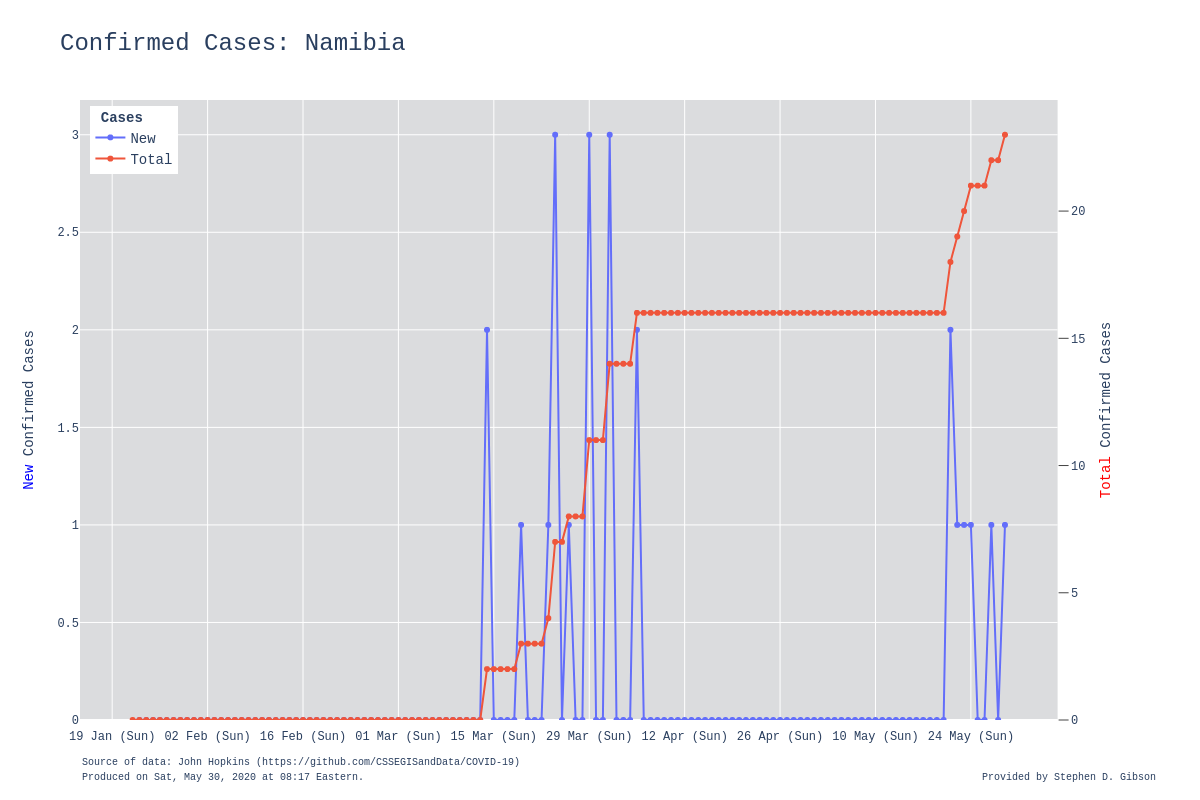 Confirmed Cases: Namibia
Cases
New
Total
3
2.5
2
1.5
1
0.5
0
20
15
10
5
0
New Confirmed Cases
Total Confirmed Cases
19 Jan (Sun) 02 Feb (Sun) 16 Feb (Sun) 01 Mar (Sun) 15 Mar (Sun) 29 Mar (Sun) 12 Apr (Sun) 26 Apr (Sun) 10 May (Sun) 24 May (Sun)
Source of data: John Hopkins (https://github.com/CSSEGISandData/COVID-19)
Produced on Sat, May 30, 2020 at 08:17 Eastern.
Provided by Stephen D. Gibson